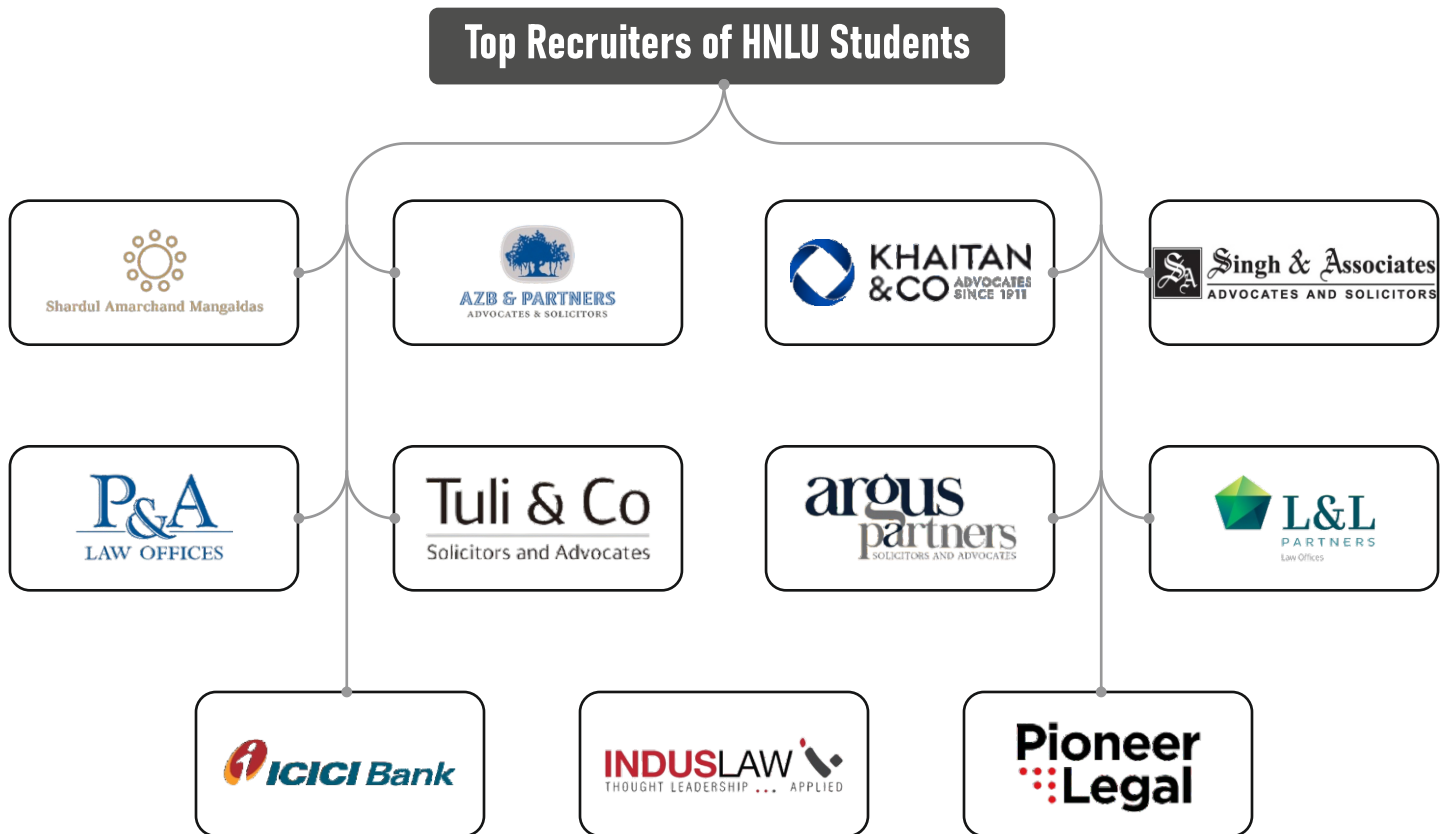 Top Recruiters of HNLU Students
Shardul Amarchand Mangaldas
AZB & PARTNERS
ADVOCATES & SOLICITORS
KHAITAN
& CO ADVOCATES
SINCE 1911
SA
Singh & Associates
ADVOCATES AND SOLICITORS
P&A
LAW OFFICES
Tuli & Co
Solicitors and Advocates
argus
partners
SOLICITORS AND ADVOCATES
L&L
PARTNERS
Law Offices
i ICICI Bank
INDUSLAW
THOUGHT LEADERSHIP ... APPLIED
Pioneer
Legal